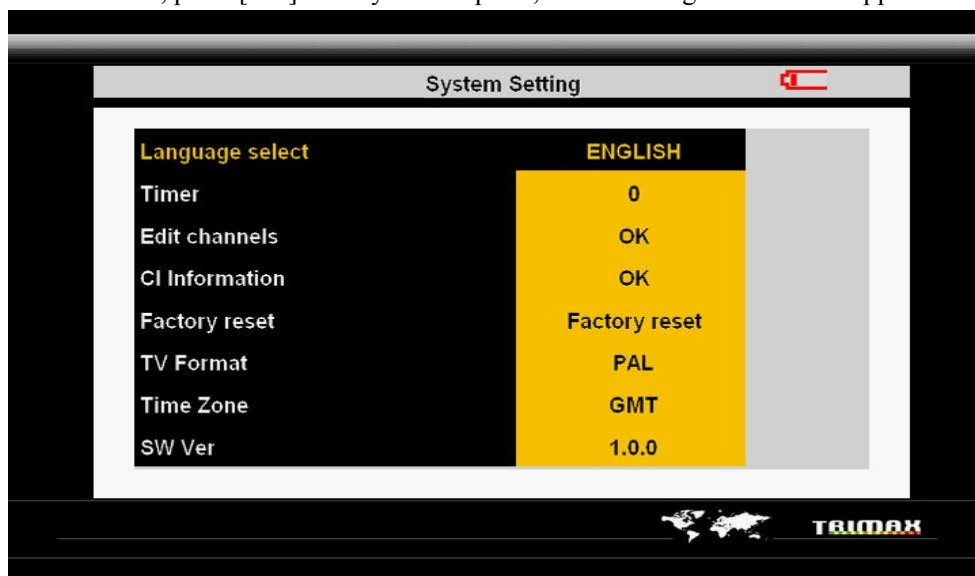 System Setting
Language select ENGLISH
Timer 0
Edit channels OK
CI Information OK
Factory reset Factory reset
TV Format PAL
Time Zone GMT
SW Ver 1.0.0
TRIMAX